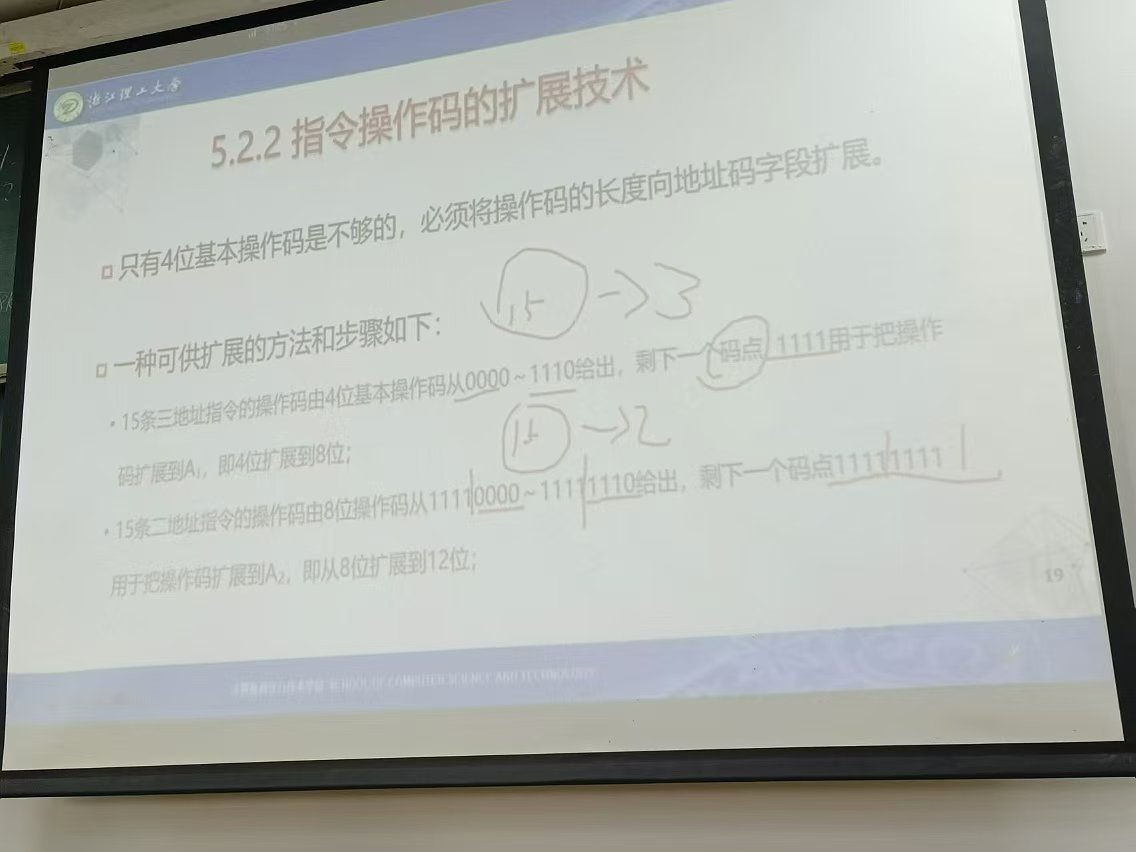 浙江理工大学
5.2.2 指令操作码的扩展技术
只有4位基本操作码是不够的，必须将操作码的长度向地址码字段扩展。
15→3
一种可供扩展的方法和步骤如下：
• 15条三地址指令的操作码由4位基本操作码从0000~1110给出，剩下一个码点1111用于把操作
码扩展到A₁，即4位扩展到8位；
15→2
• 15条二地址指令的操作码由8位操作码从11110000~11111110给出，剩下一个码点11111111
用于把操作码扩展到A₂，即从8位扩展到12位；
19
SCHOOL OF COMPUTER SCIENCE AND TECHNOLOGY